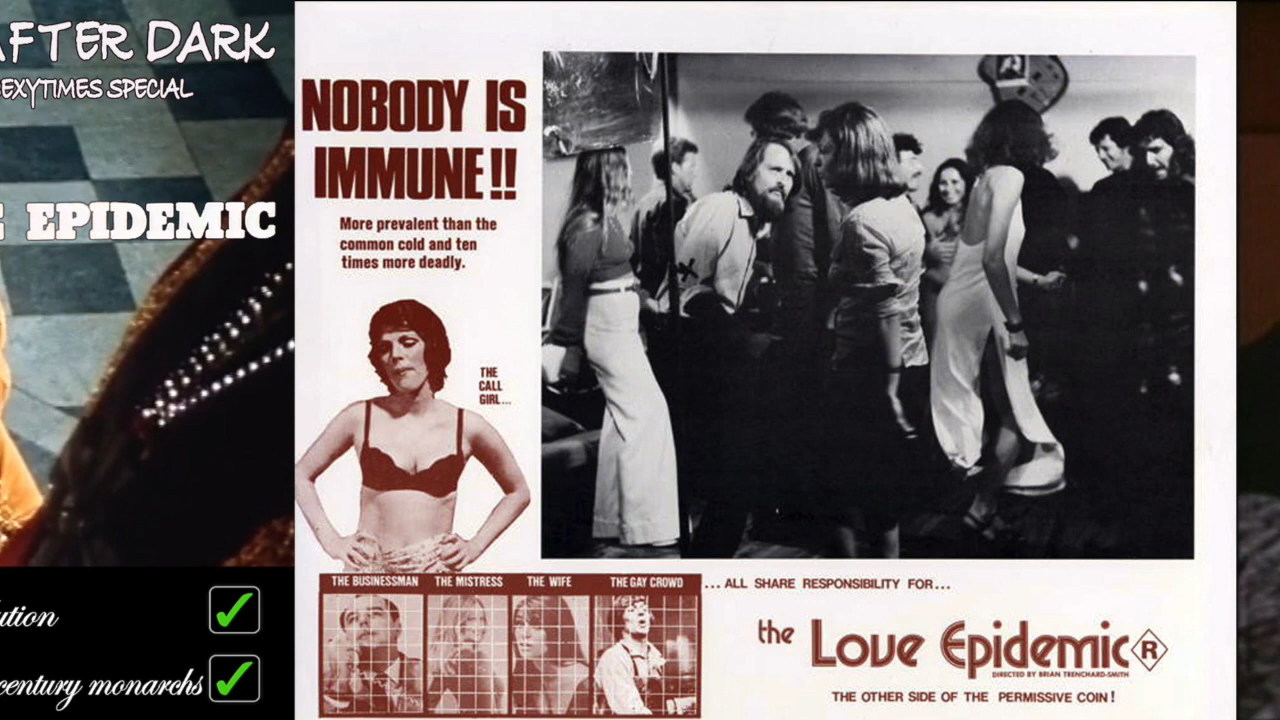 AFTER DARK
EXYTIMES SPECIAL
EPIDEMIC
ution
century monarchs
NOBODY IS
IMMUNE!!
More prevalent than the
common cold and ten
times more deadly.
THE
CALL
GIRL...
THE BUSINESSMAN THE MISTRESS THE WIFE THE GAY CROWD
...ALL SHARE RESPONSIBILITY FOR...
the Love Epidemic R
DIRECTED BY BRIAN TRENCHARD-SMITH
THE OTHER SIDE OF THE PERMISSIVE COIN!